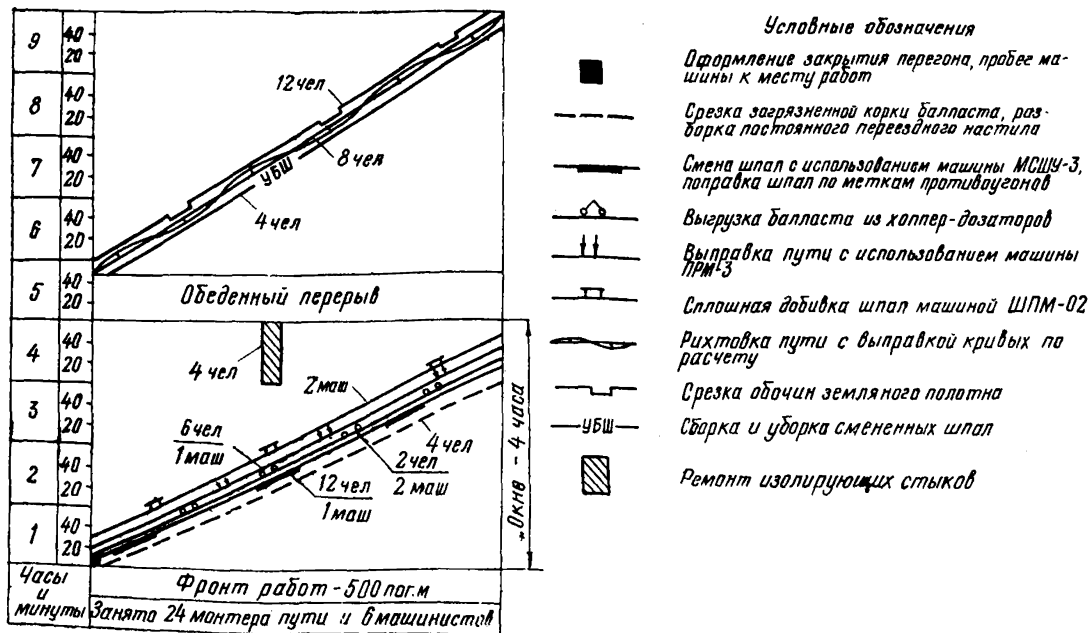 9
40
20
8
40
20
7
40
20
6
40
20
5
40
20
4
40
20
3
40
20
2
40
20
1
40
20
12 чел
8 чел
УБШ
4 чел
Обеденный перерыв
4 чел
2 маш
6 чел
1 маш
4 чел
2 чел
2 маш
12 чел
1 маш
"Окно - 4 часа
Часы
и
минуты
Фронт работ - 500 пог. м
Занято 24 монтера пути и 6 машинистов
Условные обозначения
Оформление закрытия перегона, пробег ма-
шины к месту работ
Срезка загрязненной корки балласта, раз-
борка постоянного переездного настила
Смена шпал с использованием машины МСШУ-3,
поправка шпал по меткам противоугонов
Выгрузка балласта из хоппер-дозаторов
Выправка пути с использованием машины
ПРМ-3
Сплошная добивка шпал машиной ШПМ-02
Рихтовка пути с выправкой кривых по
расчету
Срезка обочин земляного полотна
УБШ
Сборка и уборка смененных шпал
Ремонт изолирующих стыков